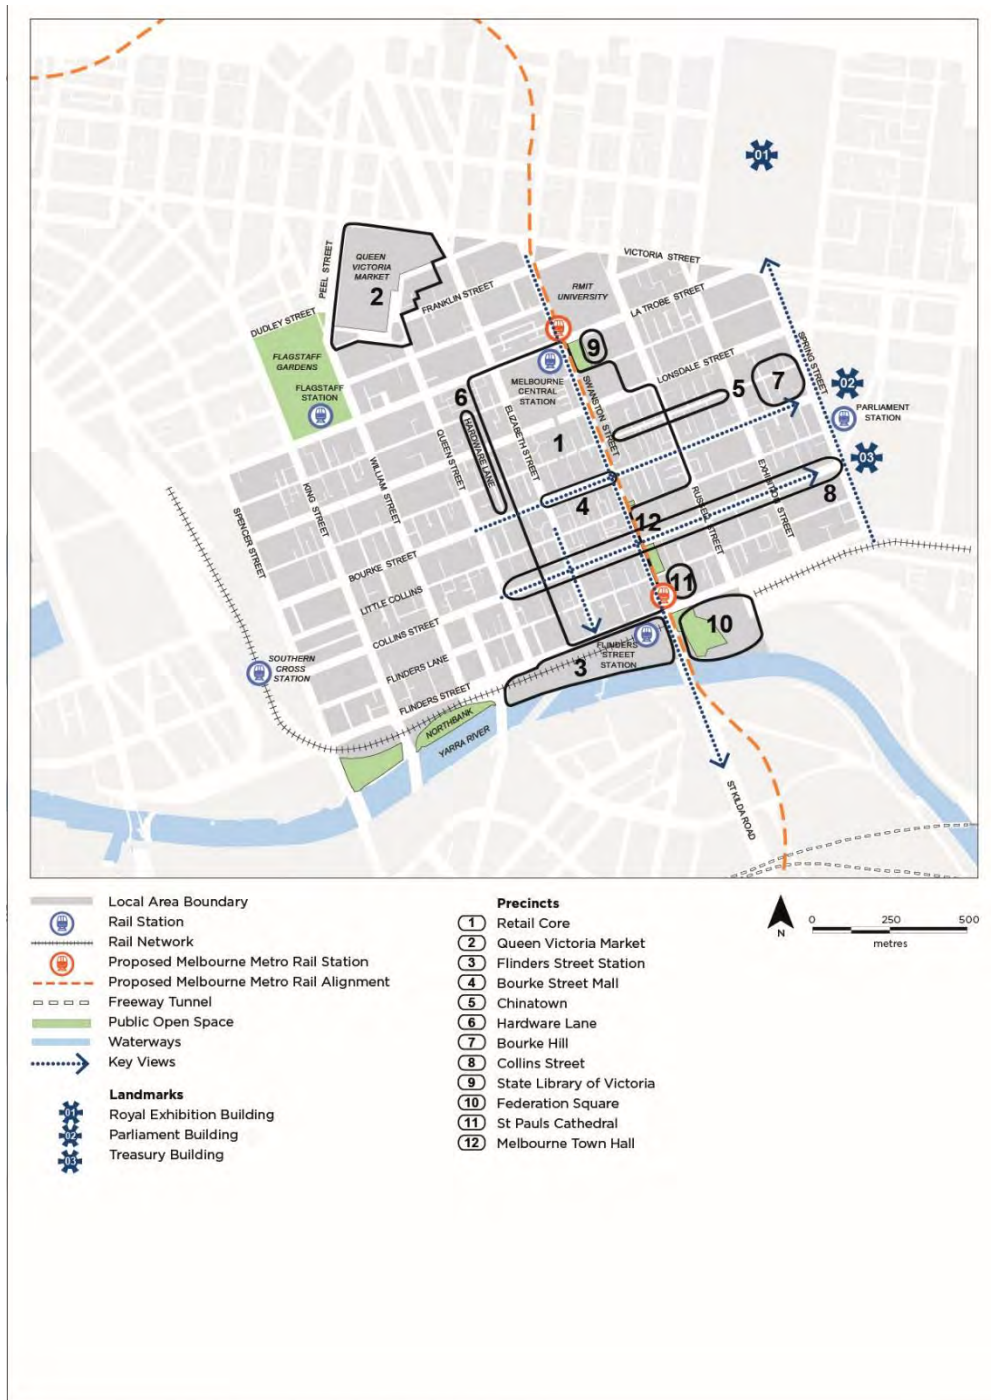 01
VICTORIA STREET
PEEL STREET
QUEEN
VICTORIA
MARKET
2
FRANKLIN STREET
RMIT
UNIVERSITY
LA TROBE STREET
DUDLEY STREET
FLAGSTAFF
GARDENS
FLAGSTAFF
STATION
9
MELBOURNE
CENTRAL
STATION
SWANSTON STREET
LONSDALE STREET
5
7
SPRING STREET
02
PARLIAMENT
STATION
6
HARDWARE LANE
ELIZABETH STREET
QUEEN STREET
1
WILLIAM STREET
KING STREET
SPENCER STREET
4
12
RUSSELL STREET
EXHIBITION STREET
03
8
BOURKE STREET
LITTLE COLLINS
COLLINS STREET
FLINDERS LANE
FLINDERS STREET
11
10
FLINDERS
STREET
STATION
3
SOUTHERN
CROSS
STATION
NORTHBANK
YARRA RIVER
ST KILDA ROAD
Local Area Boundary
Rail Station
Rail Network
Proposed Melbourne Metro Rail Station
Proposed Melbourne Metro Rail Alignment
Freeway Tunnel
Public Open Space
Waterways
Key Views
Landmarks
01 Royal Exhibition Building
02 Parliament Building
03 Treasury Building
Precincts
1 Retail Core
2 Queen Victoria Market
3 Flinders Street Station
4 Bourke Street Mall
5 Chinatown
6 Hardware Lane
7 Bourke Hill
8 Collins Street
9 State Library of Victoria
10 Federation Square
11 St Pauls Cathedral
12 Melbourne Town Hall
N
0 250 500
metres